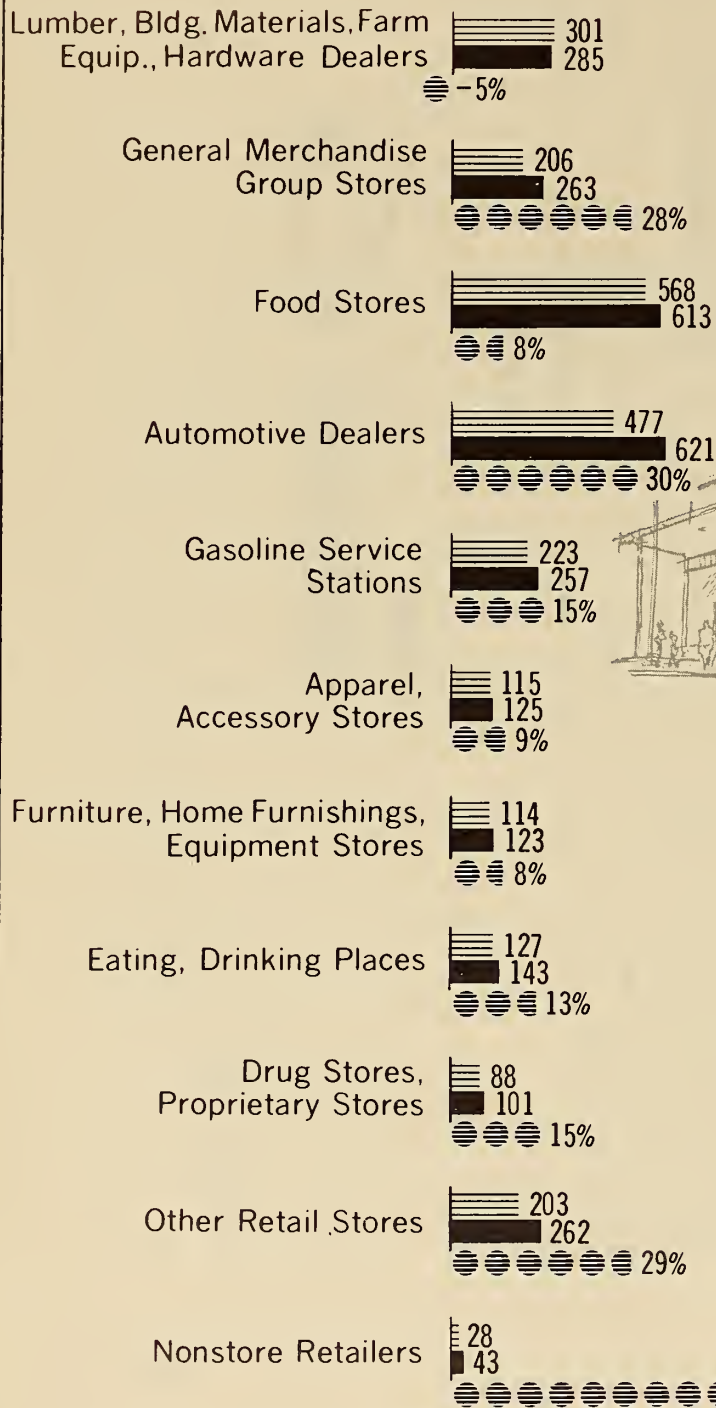 Lumber, Bldg. Materials, Farm
Equip., Hardware Dealers
301
285
-5%
General Merchandise
Group Stores
206
263
28%
Food Stores
568
613
8%
Automotive Dealers
477
621
30%
Gasoline Service
Stations
223
257
15%
Apparel,
Accessory Stores
115
125
9%
Furniture, Home Furnishings,
Equipment Stores
114
123
8%
Eating, Drinking Places
127
143
13%
Drug Stores,
Proprietary Stores
88
101
15%
Other Retail Stores
203
262
29%
Nonstore Retailers
28
43